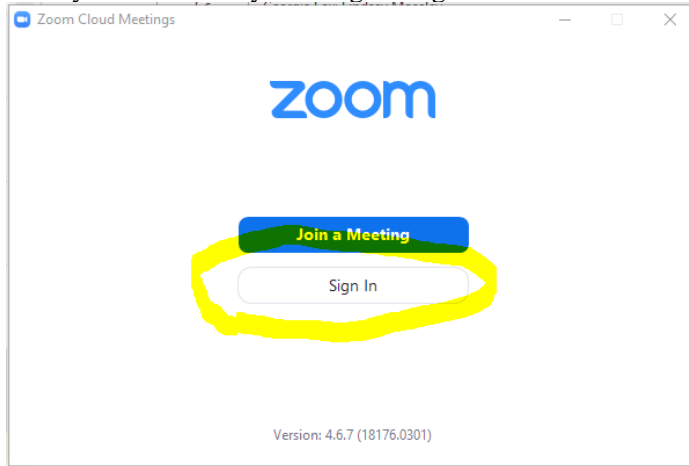 Zoom Cloud Meetings
zoom
Join a Meeting
Sign In
Version: 4.6.7 (18176.0301)